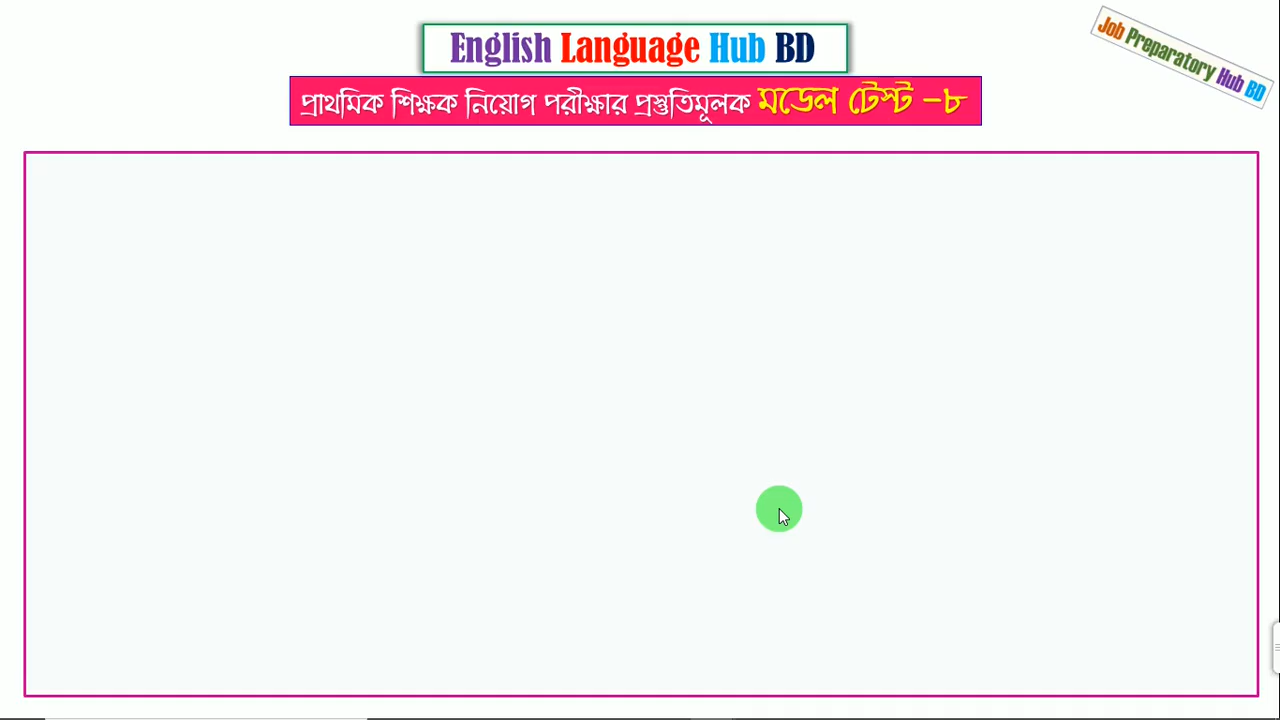 English Language Hub BD
Job Preparatory Hub BD
প্রাথমিক শিক্ষক নিয়োগ পরীক্ষার প্রস্তুতিমূলক মডেল টেস্ট -৮